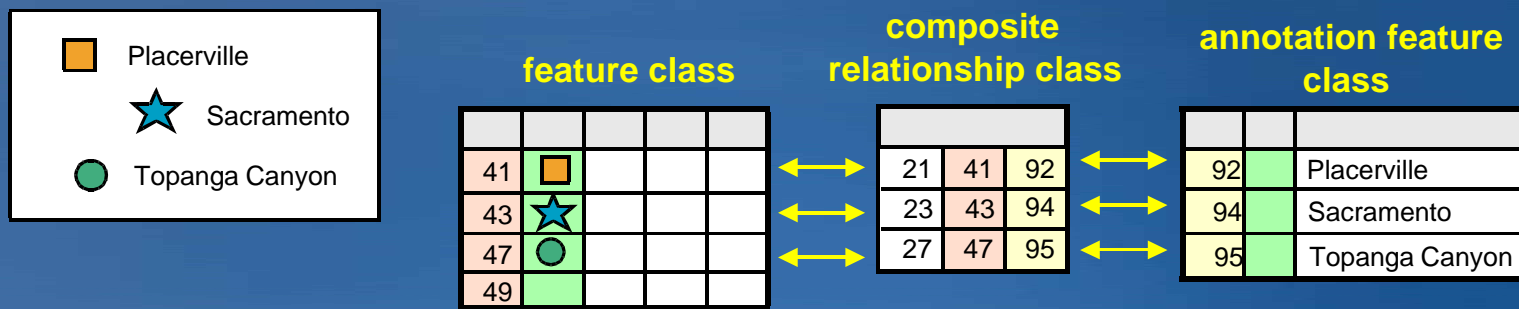 Placerville
Sacramento
Topanga Canyon
feature class
41
43
47
49
composite
relationship class
21 41 92
23 43 94
27 47 95
annotation feature
class
92 Placerville
94 Sacramento
95 Topanga Canyon